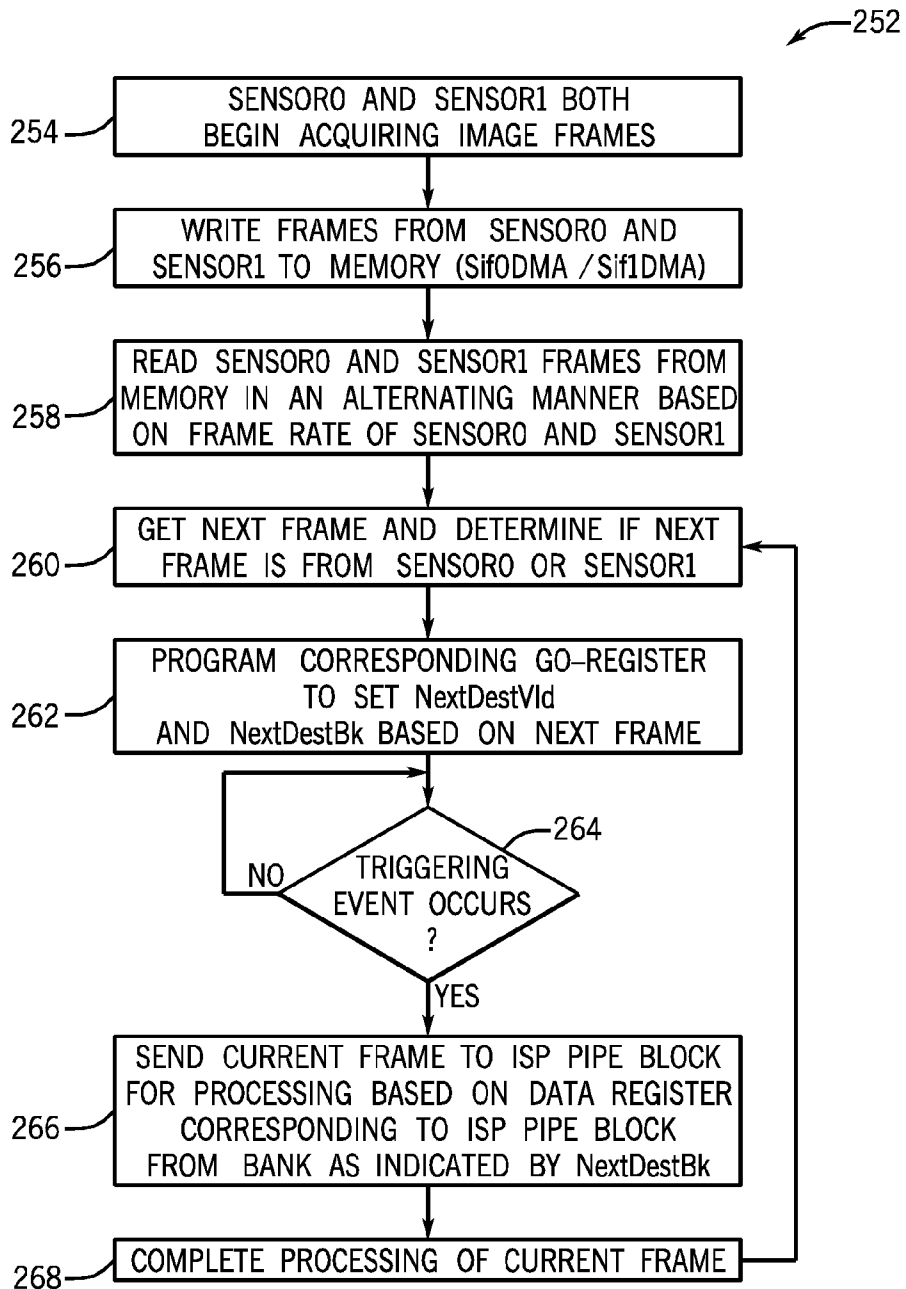 252
254
SENSOR0 AND SENSOR1 BOTH
BEGIN ACQUIRING IMAGE FRAMES
256
WRITE FRAMES FROM SENSOR0 AND
SENSOR1 TO MEMORY (Sif0DMA /Sif1DMA)
258
READ SENSOR0 AND SENSOR1 FRAMES FROM
MEMORY IN AN ALTERNATING MANNER BASED
ON FRAME RATE OF SENSOR0 AND SENSOR1
260
GET NEXT FRAME AND DETERMINE IF NEXT
FRAME IS FROM SENSOR0 OR SENSOR1
262
PROGRAM CORRESPONDING GO-REGISTER
TO SET NextDestVld
AND NextDestBk BASED ON NEXT FRAME
264
TRIGGERING
EVENT OCCURS
?
NO
YES
266
SEND CURRENT FRAME TO ISP PIPE BLOCK
FOR PROCESSING BASED ON DATA REGISTER
CORRESPONDING TO ISP PIPE BLOCK
FROM BANK AS INDICATED BY NextDestBk
268
COMPLETE PROCESSING OF CURRENT FRAME